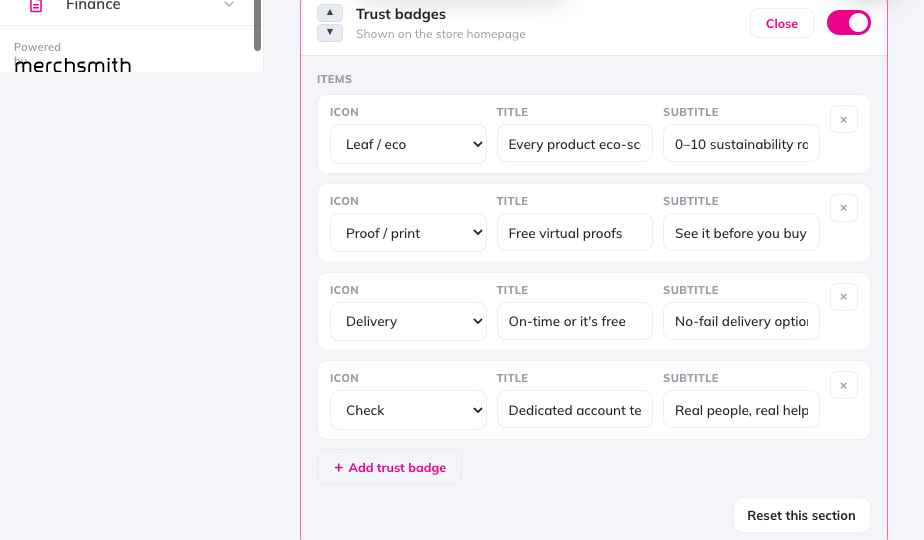 Finance
Powered
by
merchsmith
▲
▼
Trust badges
Shown on the store homepage
Close
ITEMS
ICON TITLE SUBTITLE
Leaf / eco Every product eco-sc 0–10 sustainability ra ×
ICON TITLE SUBTITLE
Proof / print Free virtual proofs See it before you buy ×
ICON TITLE SUBTITLE
Delivery On-time or it's free No-fail delivery option ×
ICON TITLE SUBTITLE
Check Dedicated account te Real people, real help ×
+ Add trust badge
Reset this section